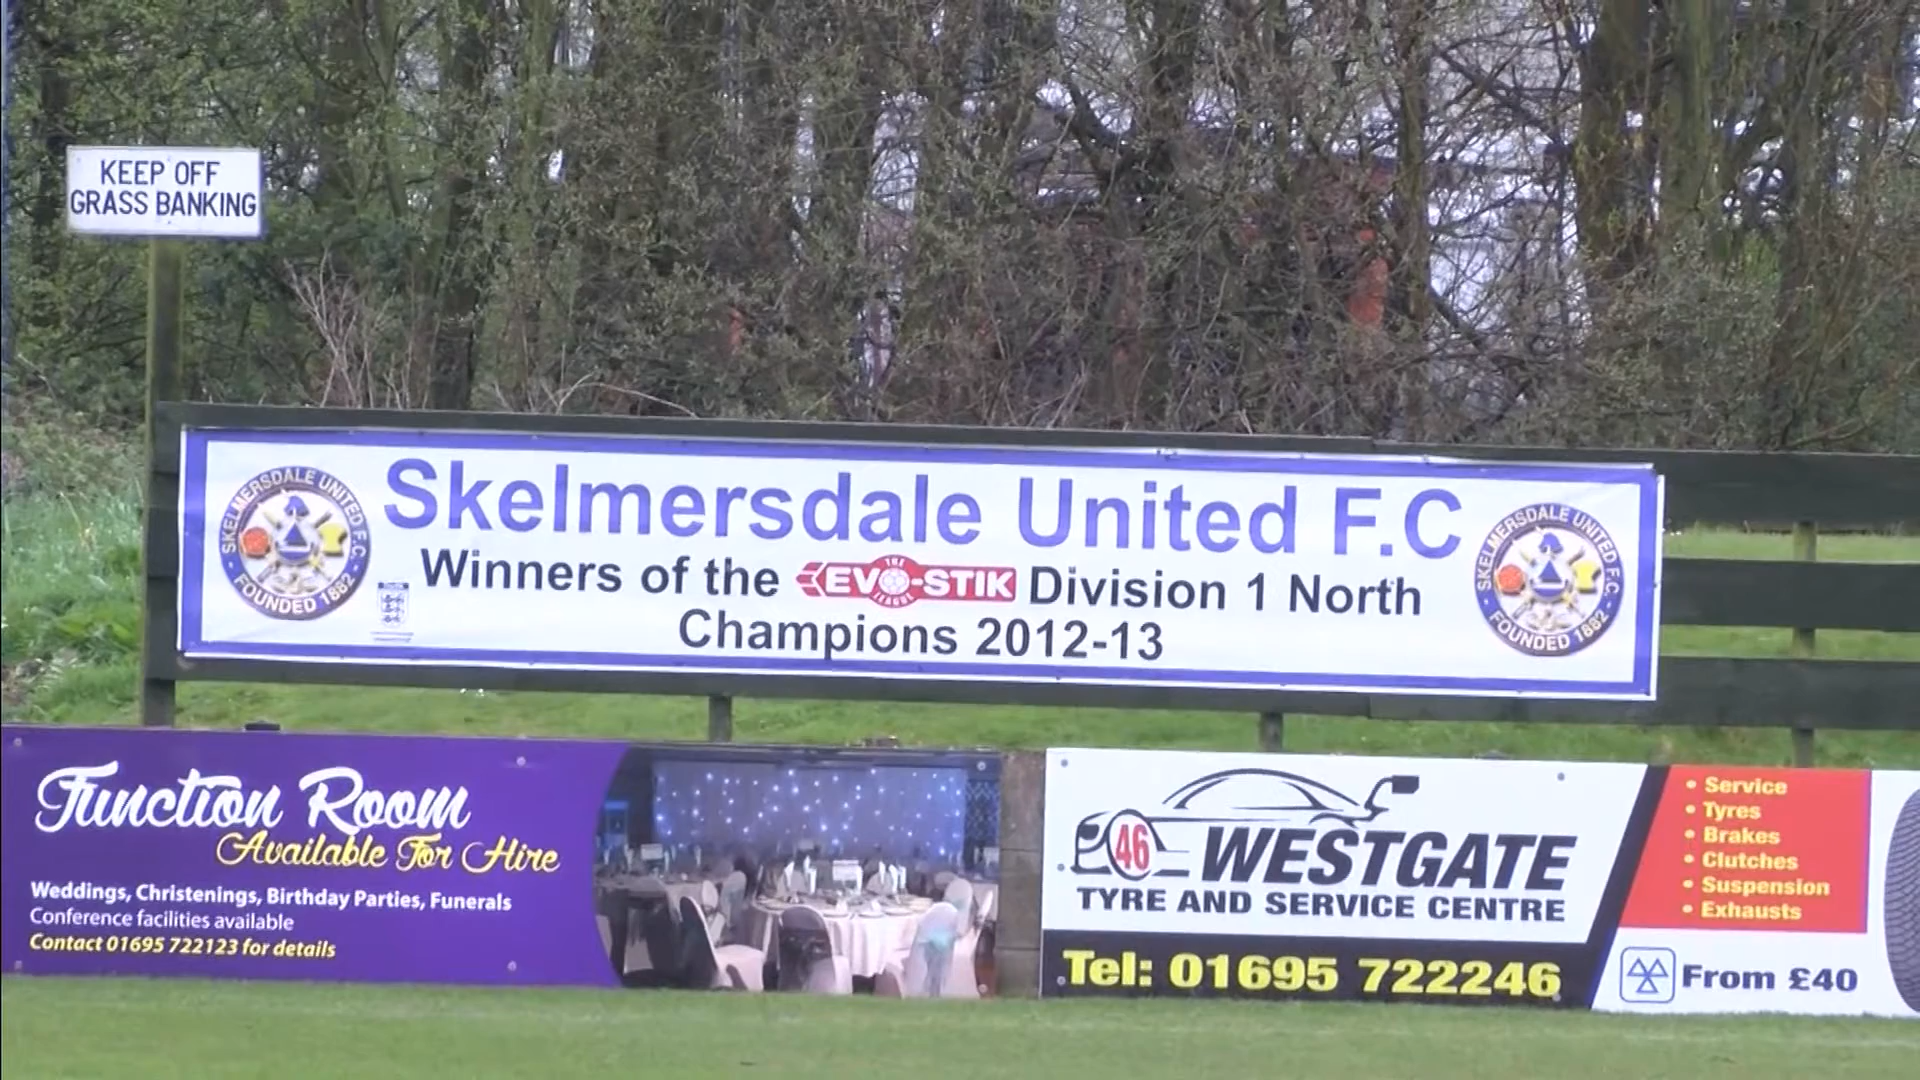 KEEP OFF
GRASS BANKING
SKELMERSDALE UNITED F.C.
FOUNDED 1882
Skelmersdale United F.C
Winners of the THE EVO-STIK LEAGUE Division 1 North
Champions 2012-13
SKELMERSDALE UNITED F.C.
FOUNDED 1882
Function Room
Available For Hire
Weddings, Christenings, Birthday Parties, Funerals
Conference facilities available
Contact 01695 722123 for details
46 WESTGATE
TYRE AND SERVICE CENTRE
Tel: 01695 722246
• Service
• Tyres
• Brakes
• Clutches
• Suspension
• Exhausts
From £40